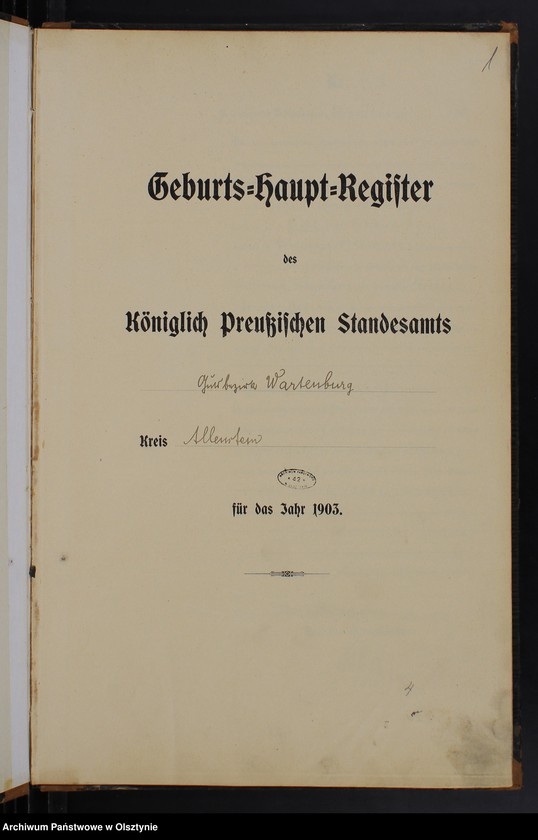 1
Geburts=Haupt=Register
des
Königlich Preußischen Standesamts
Gutsbezirk Wartenburg
Kreis Allenstein
42
für das Jahr 1903.
4
Archiwum Państwowe w Olsztynie